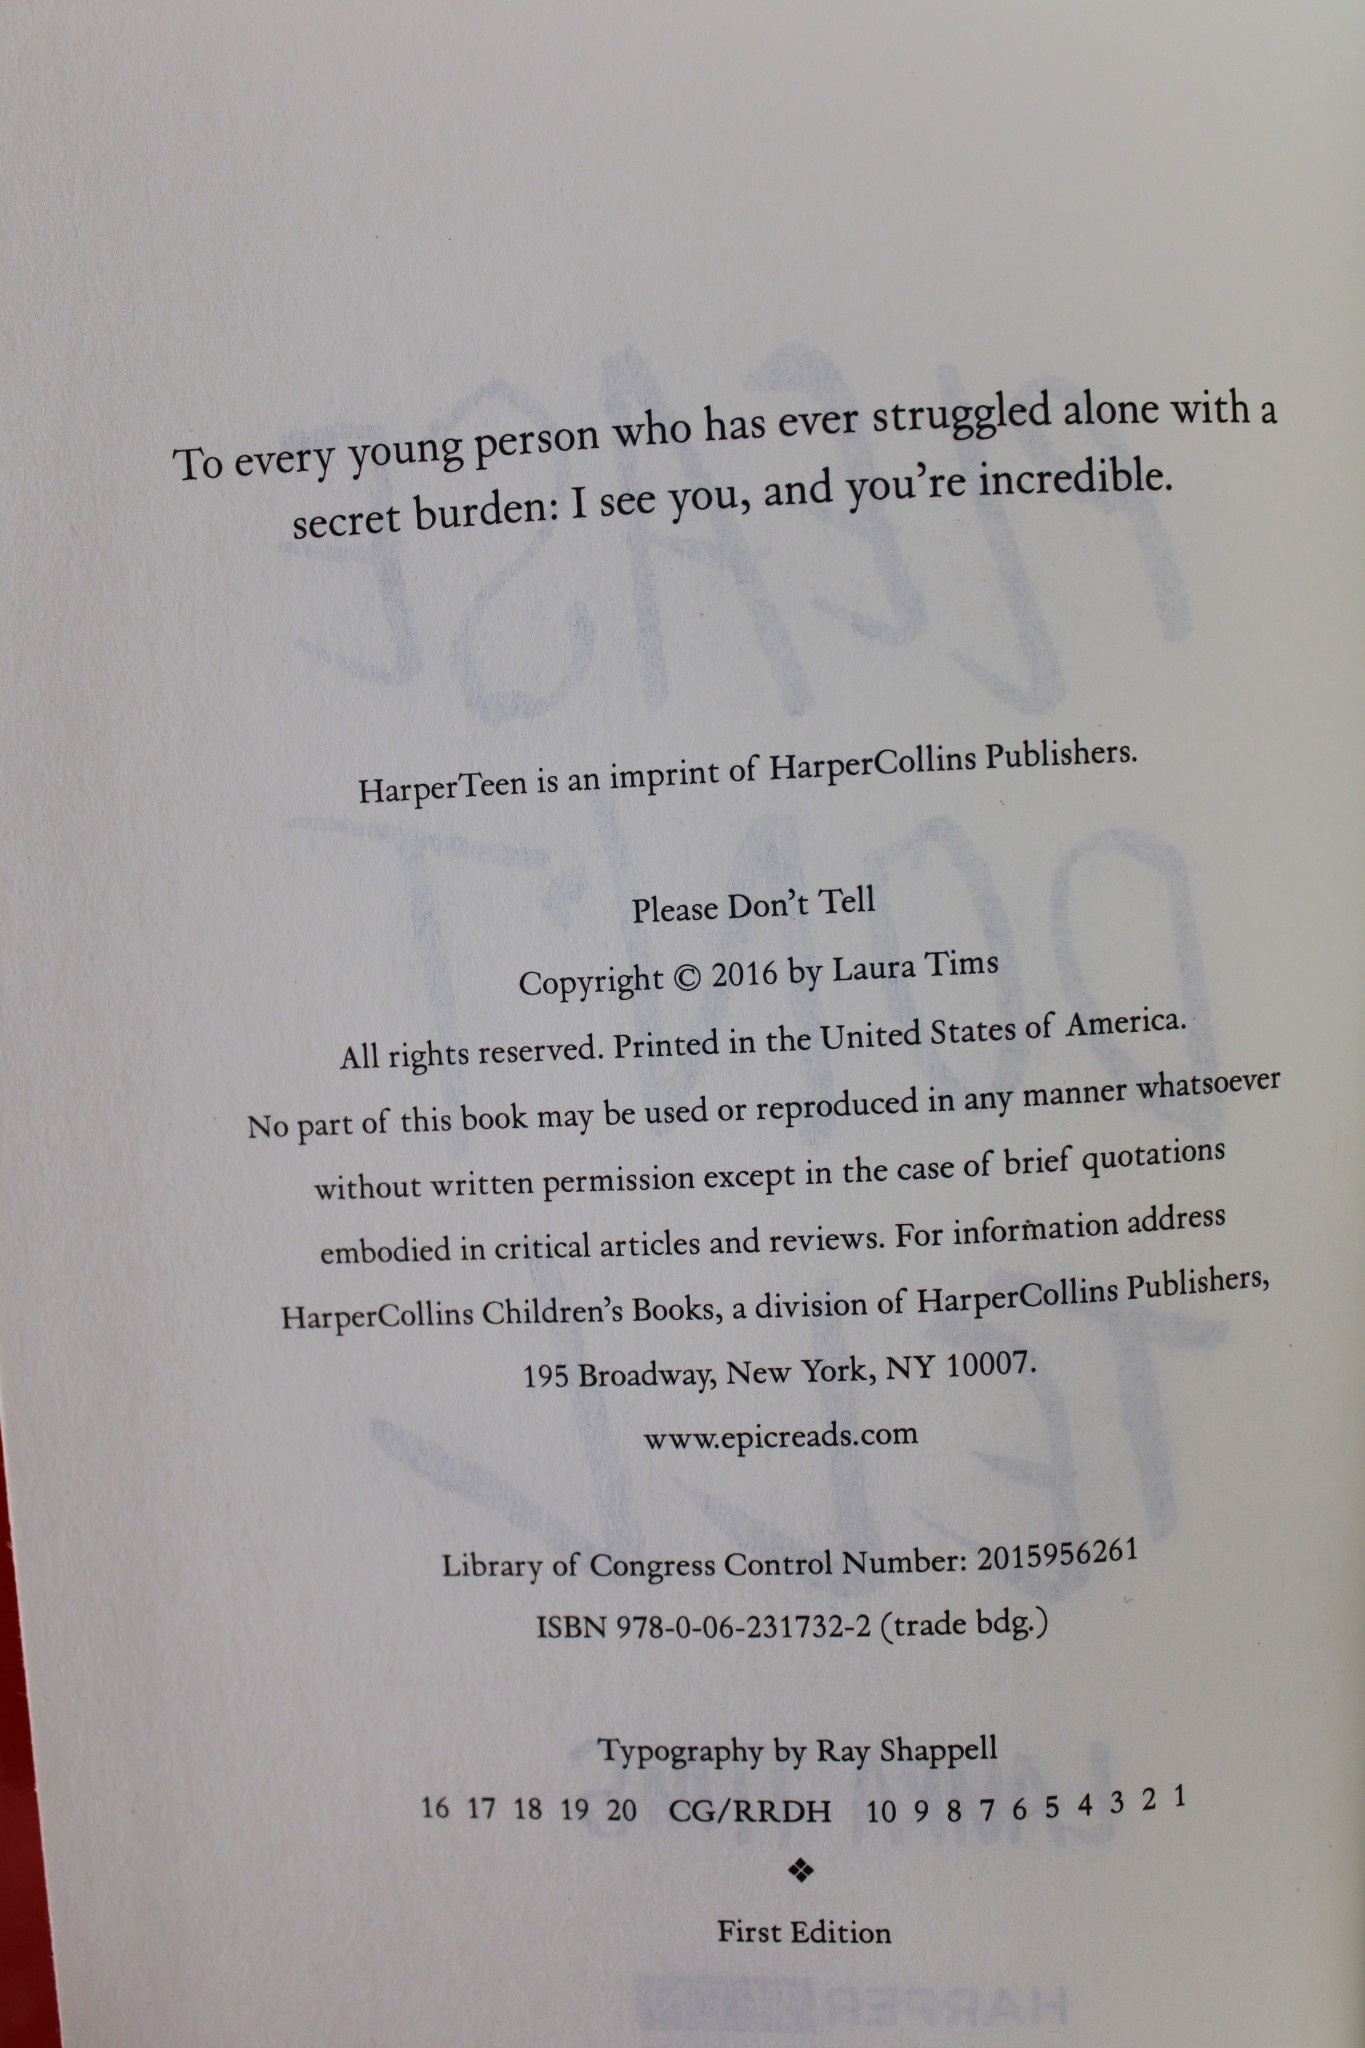 To every young person who has ever struggled alone with a
secret burden: I see you, and you're incredible.
HarperTeen is an imprint of HarperCollins Publishers.
Please Don't Tell
Copyright © 2016 by Laura Tims
All rights reserved. Printed in the United States of America.
No part of this book may be used or reproduced in any manner whatsoever
without written permission except in the case of brief quotations
embodied in critical articles and reviews. For information address
HarperCollins Children's Books, a division of HarperCollins Publishers,
195 Broadway, New York, NY 10007.
www.epicreads.com
Library of Congress Control Number: 2015956261
ISBN 978-0-06-231732-2 (trade bdg.)
Typography by Ray Shappell
16 17 18 19 20 CG/RRDH 10 9 8 7 6 5 4 3 2 1
❖
First Edition